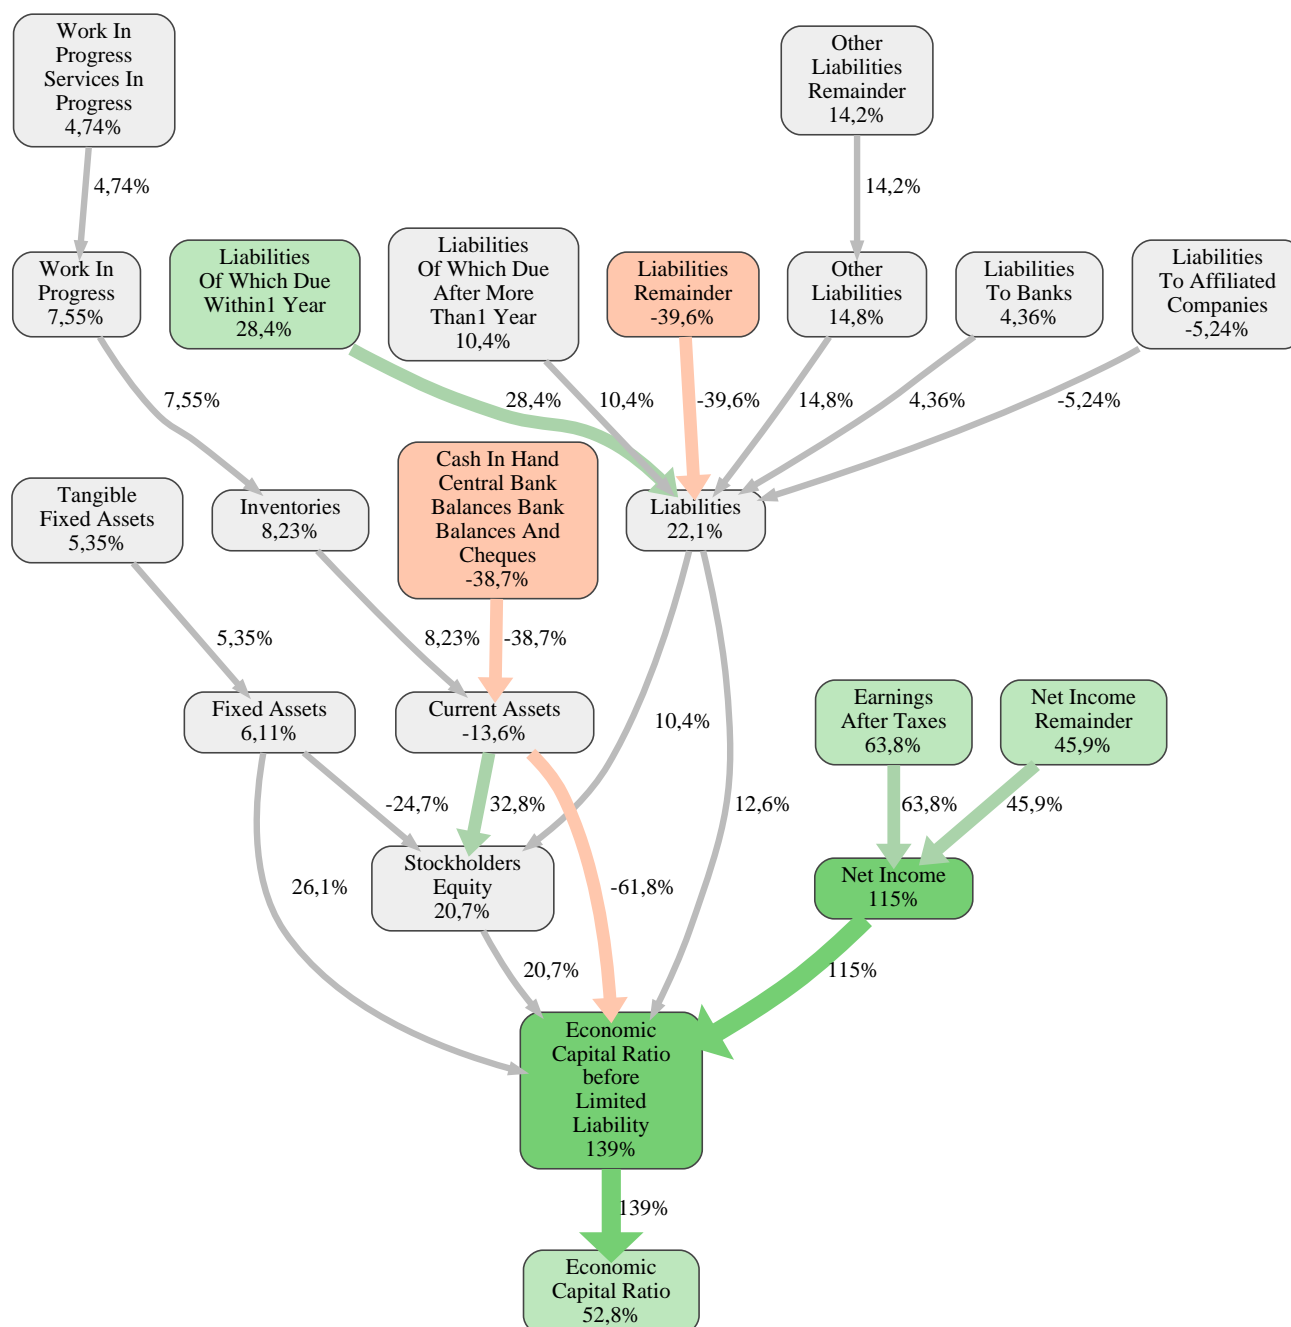 Work In
Progress
Services In
Progress
4,74%
Other
Liabilities
Remainder
14,2%
4,74%
14,2%
Work In
Progress
7,55%
Liabilities
Of Which Due
Within1 Year
28,4%
Liabilities
Of Which Due
After More
Than1 Year
10,4%
Liabilities
Remainder
-39,6%
Other
Liabilities
14,8%
Liabilities
To Banks
4,36%
Liabilities
To Affiliated
Companies
-5,24%
7,55%
28,4%
10,4%
-39,6%
14,8%
4,36%
-5,24%
Tangible
Fixed Assets
5,35%
Inventories
8,23%
Cash In Hand
Central Bank
Balances Bank
Balances And
Cheques
-38,7%
Liabilities
22,1%
5,35%
8,23%
-38,7%
Fixed Assets
6,11%
Current Assets
-13,6%
10,4%
Earnings
After Taxes
63,8%
Net Income
Remainder
45,9%
-24,7%
32,8%
12,6%
63,8%
45,9%
Stockholders
Equity
20,7%
26,1%
-61,8%
Net Income
115%
20,7%
115%
Economic
Capital Ratio
before
Limited
Liability
139%
139%
Economic
Capital Ratio
52,8%